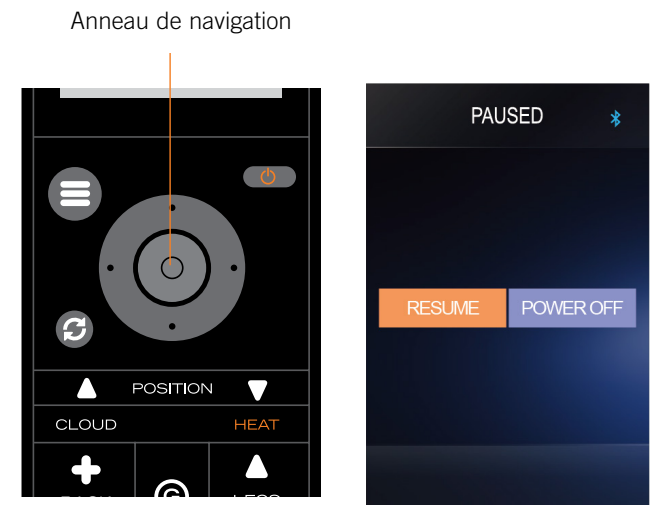 Anneau de navigation
PAUSED
RESUME POWER OFF
POSITION
CLOUD HEAT
G